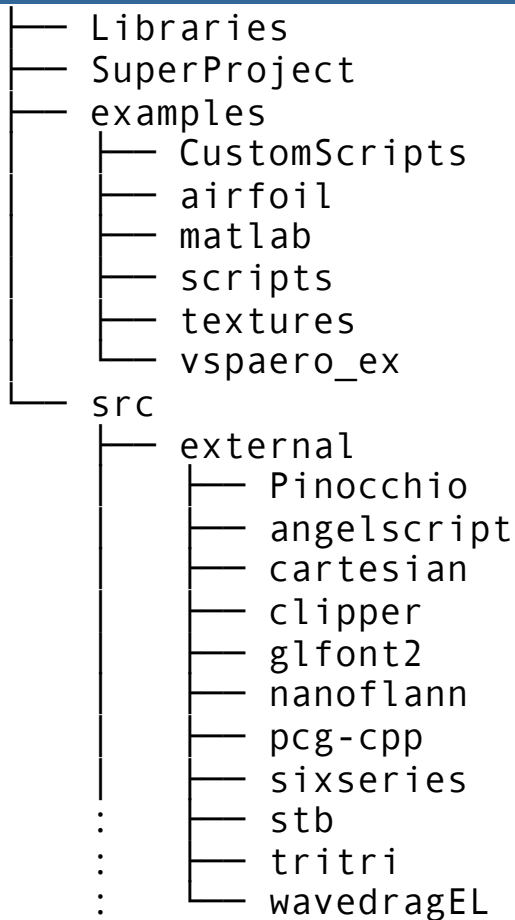 Libraries
SuperProject
examples
CustomScripts
airfoil
matlab
scripts
textures
vspaero_ex
src
external
Pinocchio
angelscript
cartesian
clipper
glfont2
nanoflann
pcg-cpp
sixseries
: stb
: tritri
: wavedragEL